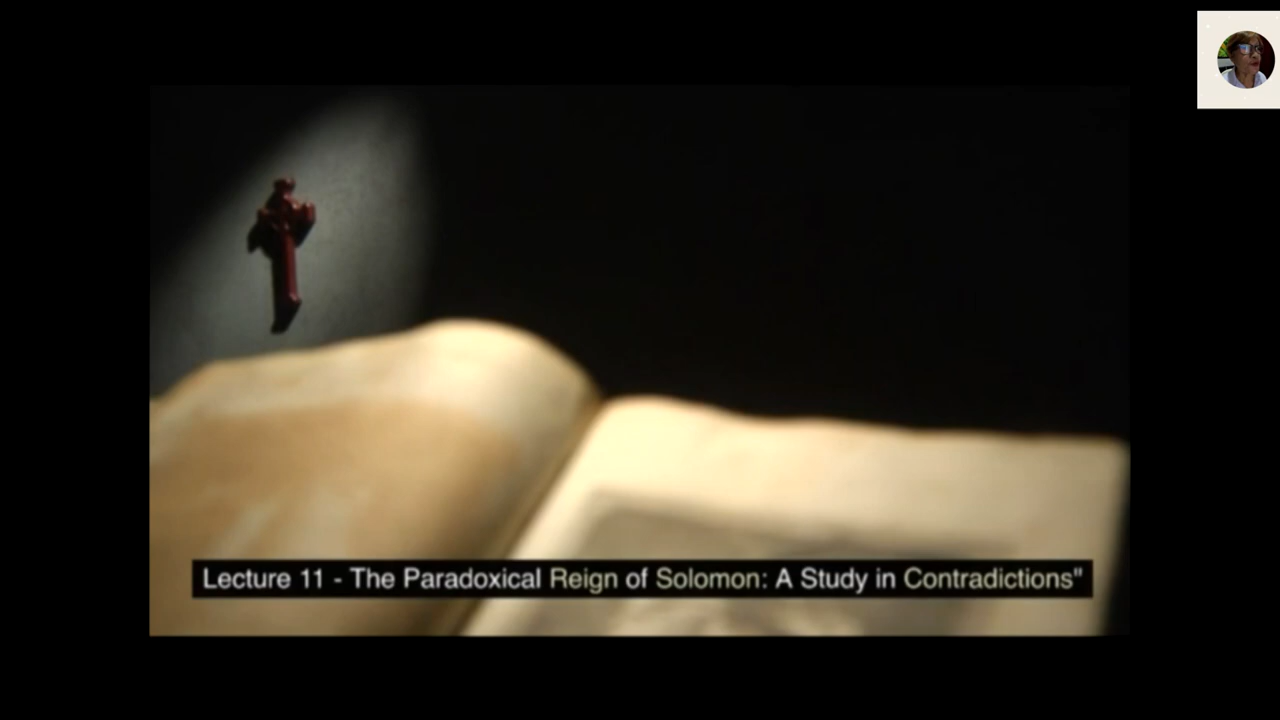 Lecture 11 - The Paradoxical Reign of Solomon: A Study in Contradictions"